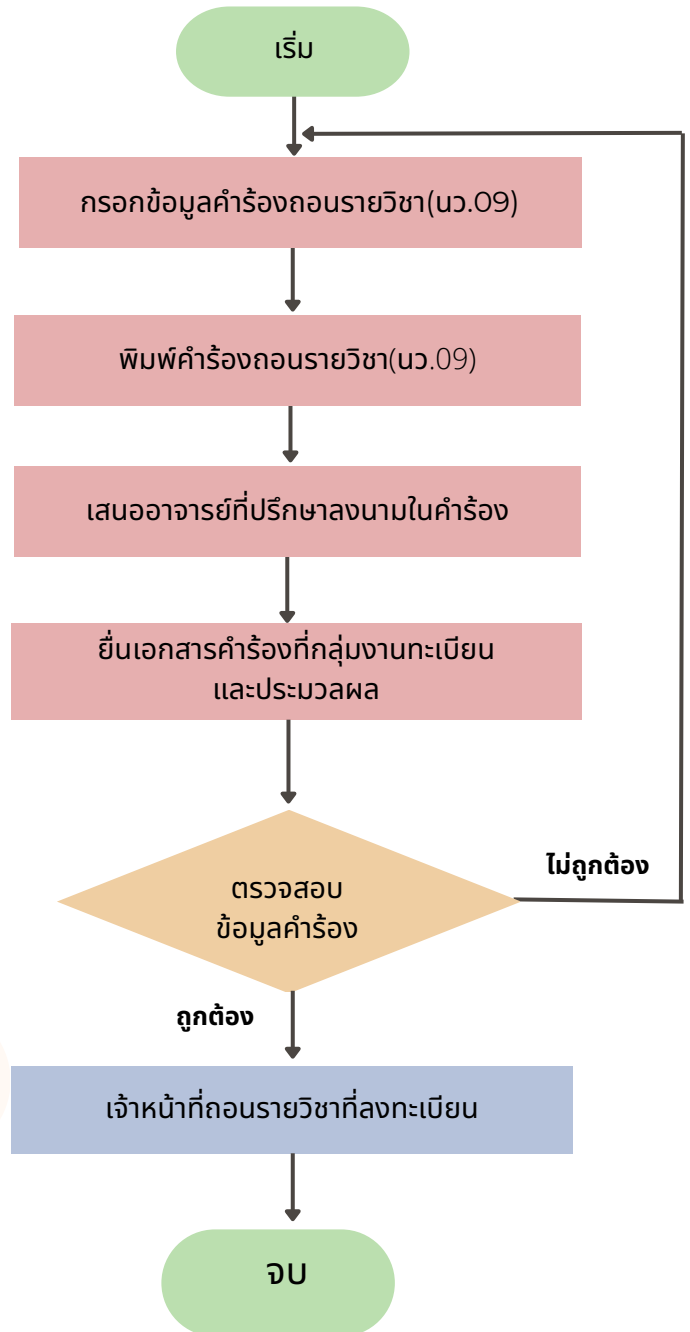 เริ่ม
กรอกข้อมูลคำร้องถอนรายวิชา(นว.09)
พิมพ์คำร้องถอนรายวิชา(นว.09)
เสนออาจารย์ที่ปรึกษาลงนามในคำร้อง
ยื่นเอกสารคำร้องที่กลุ่มงานทะเบียน
และประมวลผล
ตรวจสอบ
ข้อมูลคำร้อง
ไม่ถูกต้อง
ถูกต้อง
เจ้าหน้าที่ถอนรายวิชาที่ลงทะเบียน
จบ